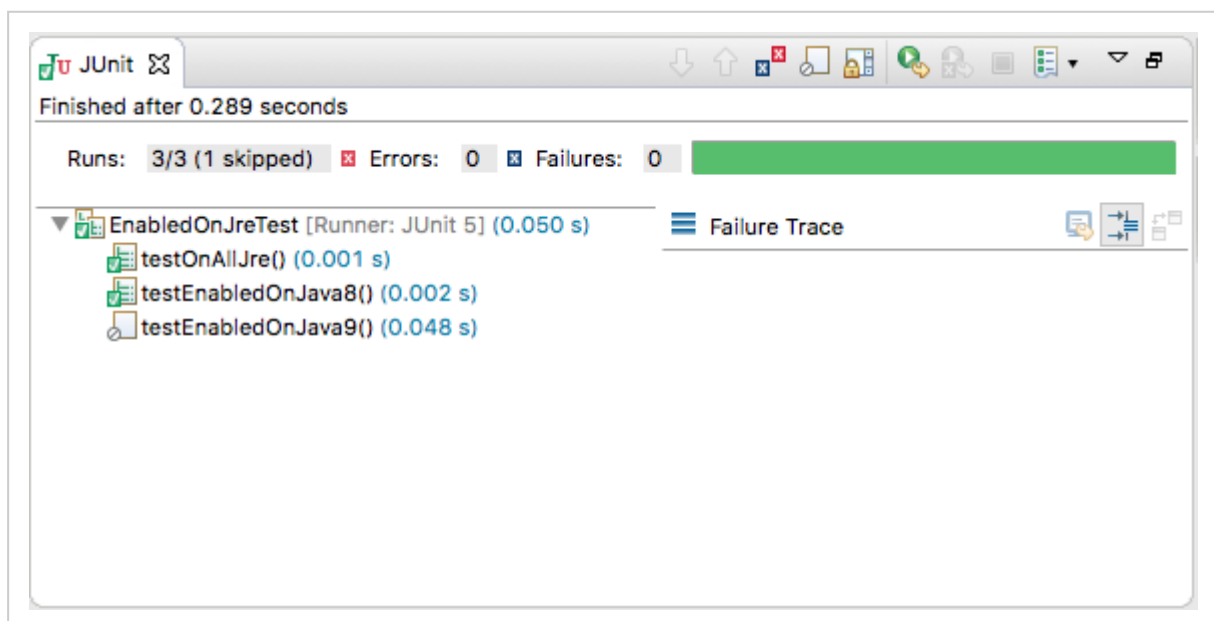 JU JUnit
Finished after 0.289 seconds
Runs: 3/3 (1 skipped) Errors: 0 Failures: 0
EnabledOnJreTest [Runner: JUnit 5] (0.050 s)
Failure Trace
testOnAllJre() (0.001 s)
testEnabledOnJava8() (0.002 s)
testEnabledOnJava9() (0.048 s)